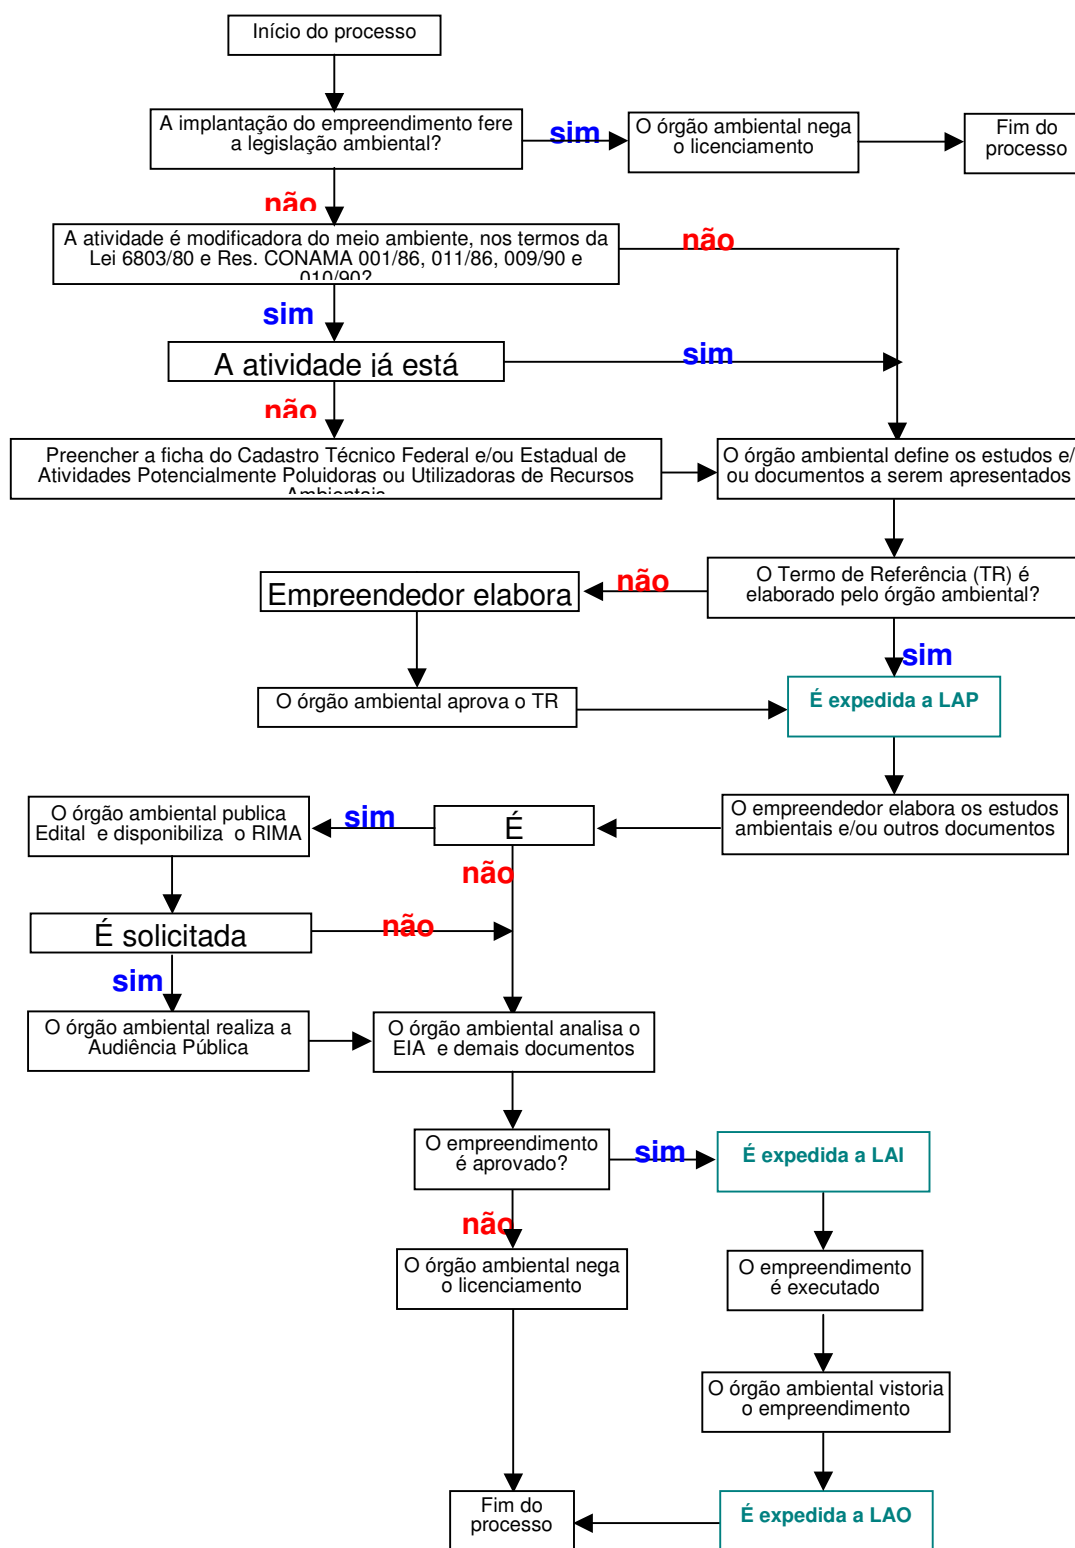 Início do processo
A implantação do empreendimento fere
a legislação ambiental?
sim
O órgão ambiental nega
o licenciamento
Fim do
processo
não
A atividade é modificadora do meio ambiente, nos termos da
Lei 6803/80 e Res. CONAMA 001/86, 011/86, 009/90 e
010/90?
não
sim
A atividade já está
sim
não
Preencher a ficha do Cadastro Técnico Federal e/ou Estadual de
Atividades Potencialmente Poluidoras ou Utilizadoras de Recursos
Ambientais
O órgão ambiental define os estudos e/
ou documentos a serem apresentados
O Termo de Referência (TR) é
elaborado pelo órgão ambiental?
não
Empreendedor elabora
sim
O órgão ambiental aprova o TR
É expedida a LAP
O empreendedor elabora os estudos
ambientais e/ou outros documentos
É
sim
O órgão ambiental publica
Edital e disponibiliza o RIMA
não
É solicitada
não
sim
O órgão ambiental realiza a
Audiência Pública
O órgão ambiental analisa o
EIA e demais documentos
O empreendimento
é aprovado?
sim
É expedida a LAI
não
O órgão ambiental nega
o licenciamento
O empreendimento
é executado
O órgão ambiental vistoria
o empreendimento
É expedida a LAO
Fim do
processo